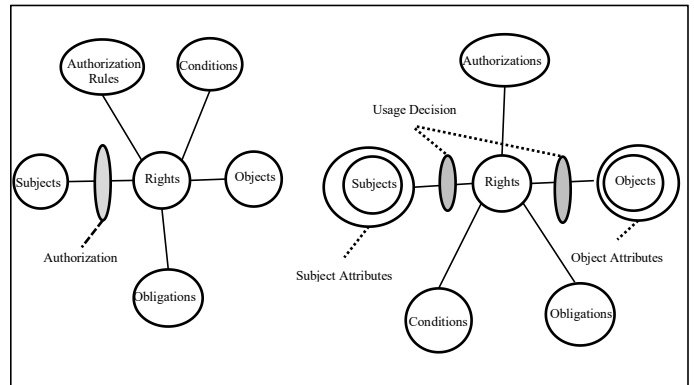 Authorization
Rules
Conditions
Subjects
Rights
Objects
Authorization
Obligations
Authorizations
Usage Decision
Subjects
Rights
Objects
Subject Attributes
Object Attributes
Conditions
Obligations